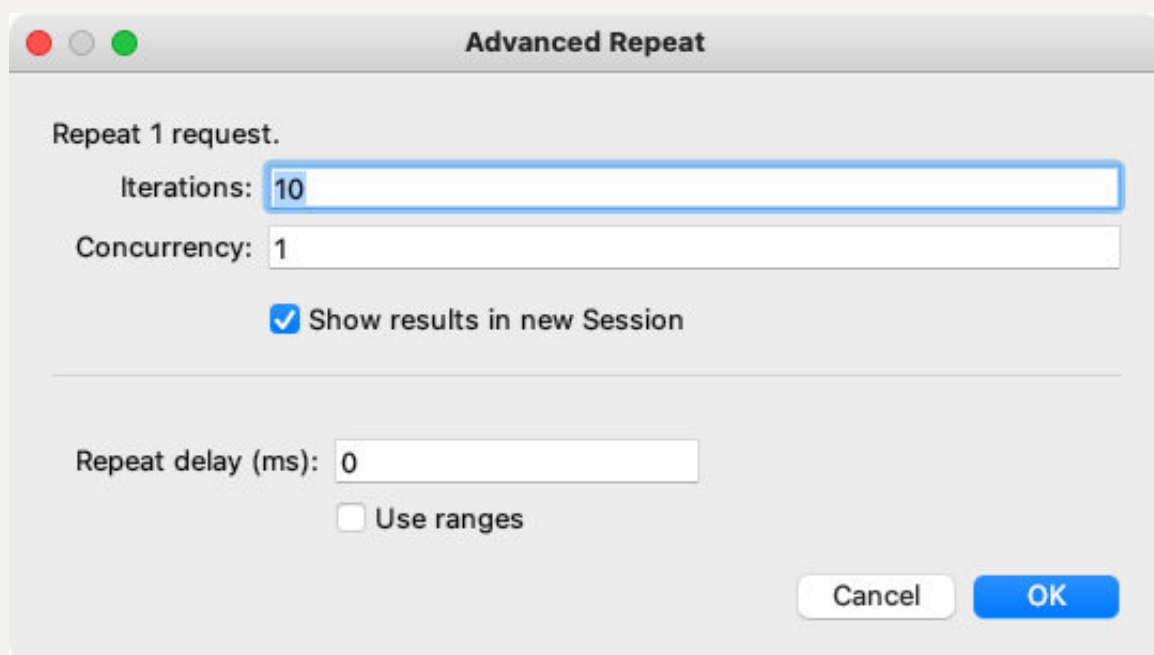 Advanced Repeat
Repeat 1 request.
Iterations: 10
Concurrency: 1
Show results in new Session
Repeat delay (ms): 0
Use ranges
Cancel OK